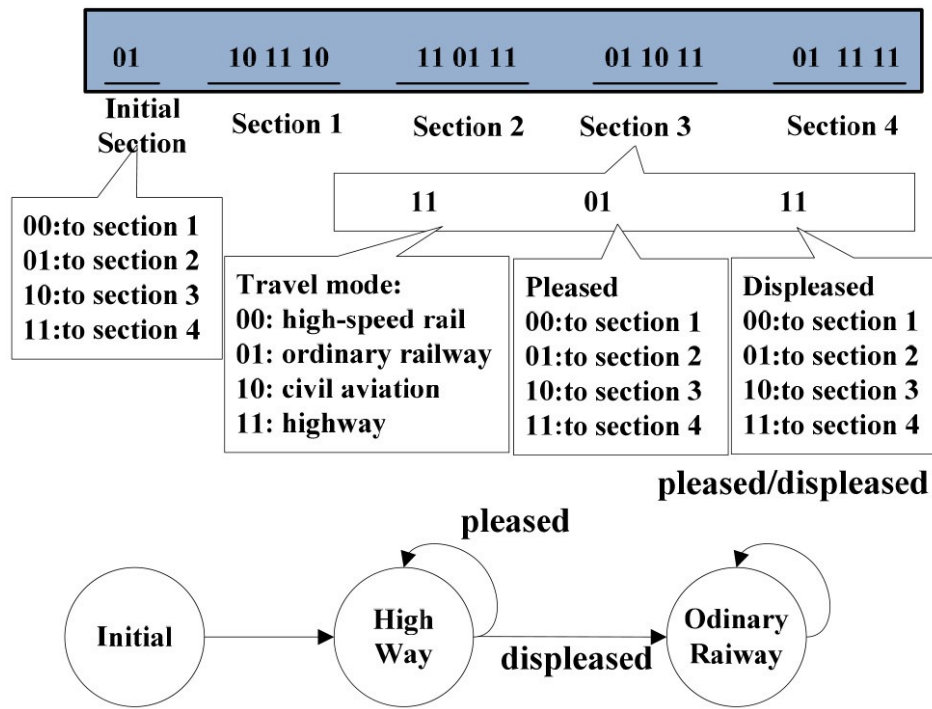 01 10 11 10 11 01 11 01 10 11 01 11 11
Initial
Section
Section 1
Section 2
Section 3
Section 4
11 01 11
00:to section 1
01:to section 2
10:to section 3
11:to section 4
Travel mode:
00: high-speed rail
01: ordinary railway
10: civil aviation
11: highway
Pleased
00:to section 1
01:to section 2
10:to section 3
11:to section 4
Displeased
00:to section 1
01:to section 2
10:to section 3
11:to section 4
pleased/displeased
pleased
Initial
High
Way
displeased
Odinary
Raiway